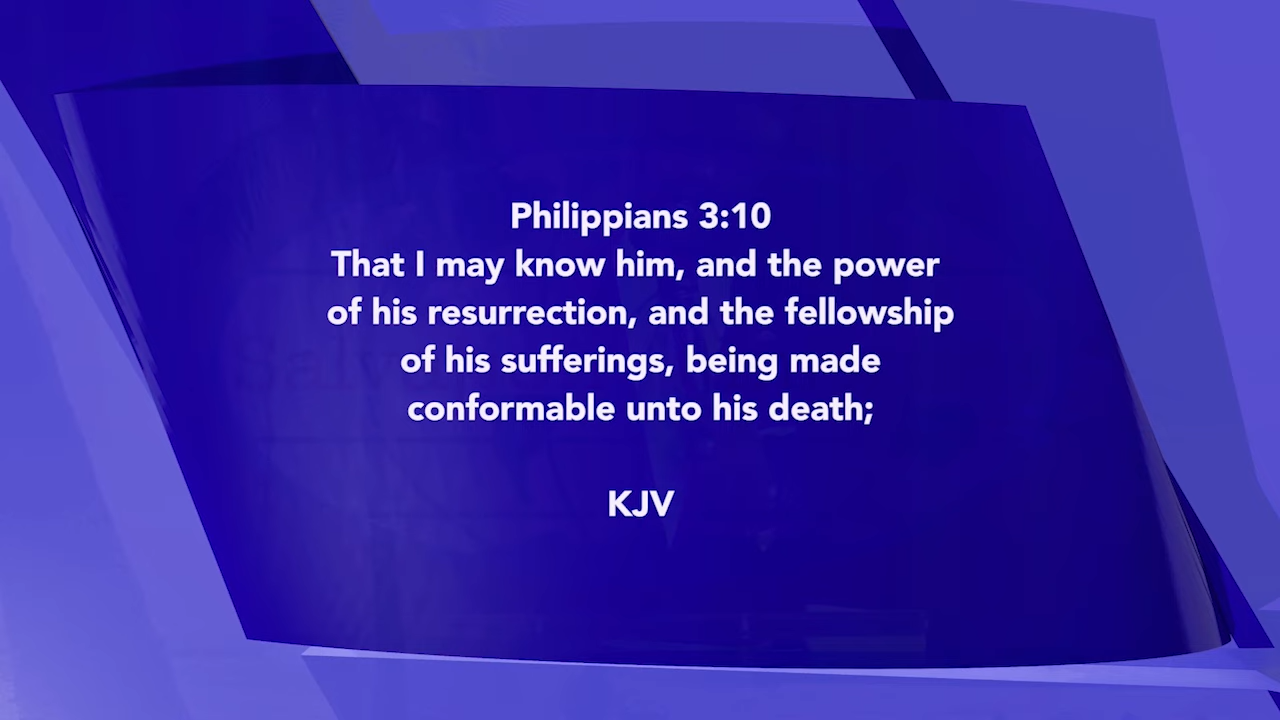 Philippians 3:10
That I may know him, and the power
of his resurrection, and the fellowship
of his sufferings, being made
conformable unto his death;
KJV